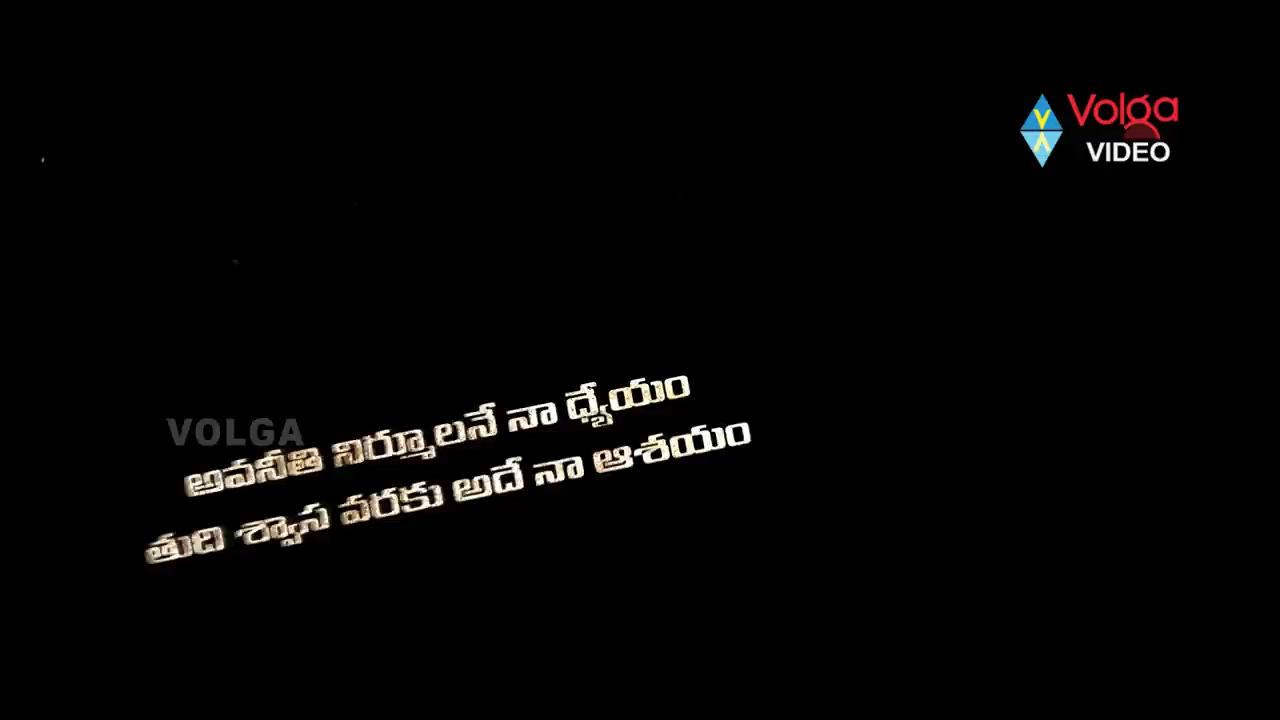 Volga
VIDEO
VOLGA
అవనీతి నిర్మూలనే నా ధ్యేయం
తుది శ్వాస వరకు అదే నా ఆశయం